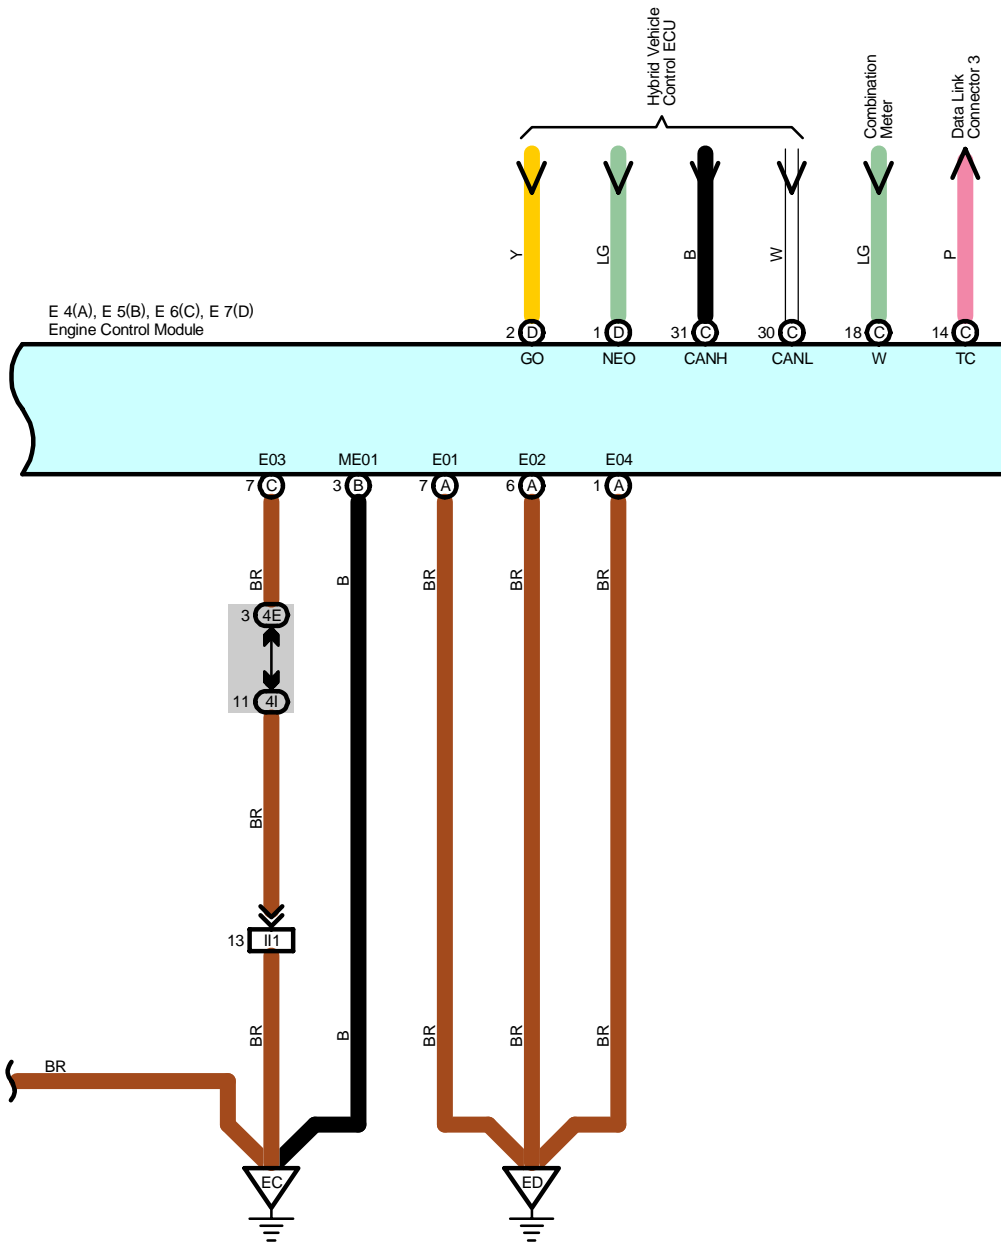 Hybrid Vehicle
Control ECU
Combination
Meter
Data Link
Connector 3
Y
LG
B
W
LG
P
E 4(A), E 5(B), E 6(C), E 7(D)
Engine Control Module
2 D
1 D
31 C
30 C
18 C
14 C
GO
NEO
CANH
CANL
W
TC
E03
ME01
E01
E02
E04
7 C
3 B
7 A
6 A
1 A
BR
B
BR
BR
BR
3 4E
11 4I
BR
13 II1
BR
B
BR
BR
BR
BR
EC
ED